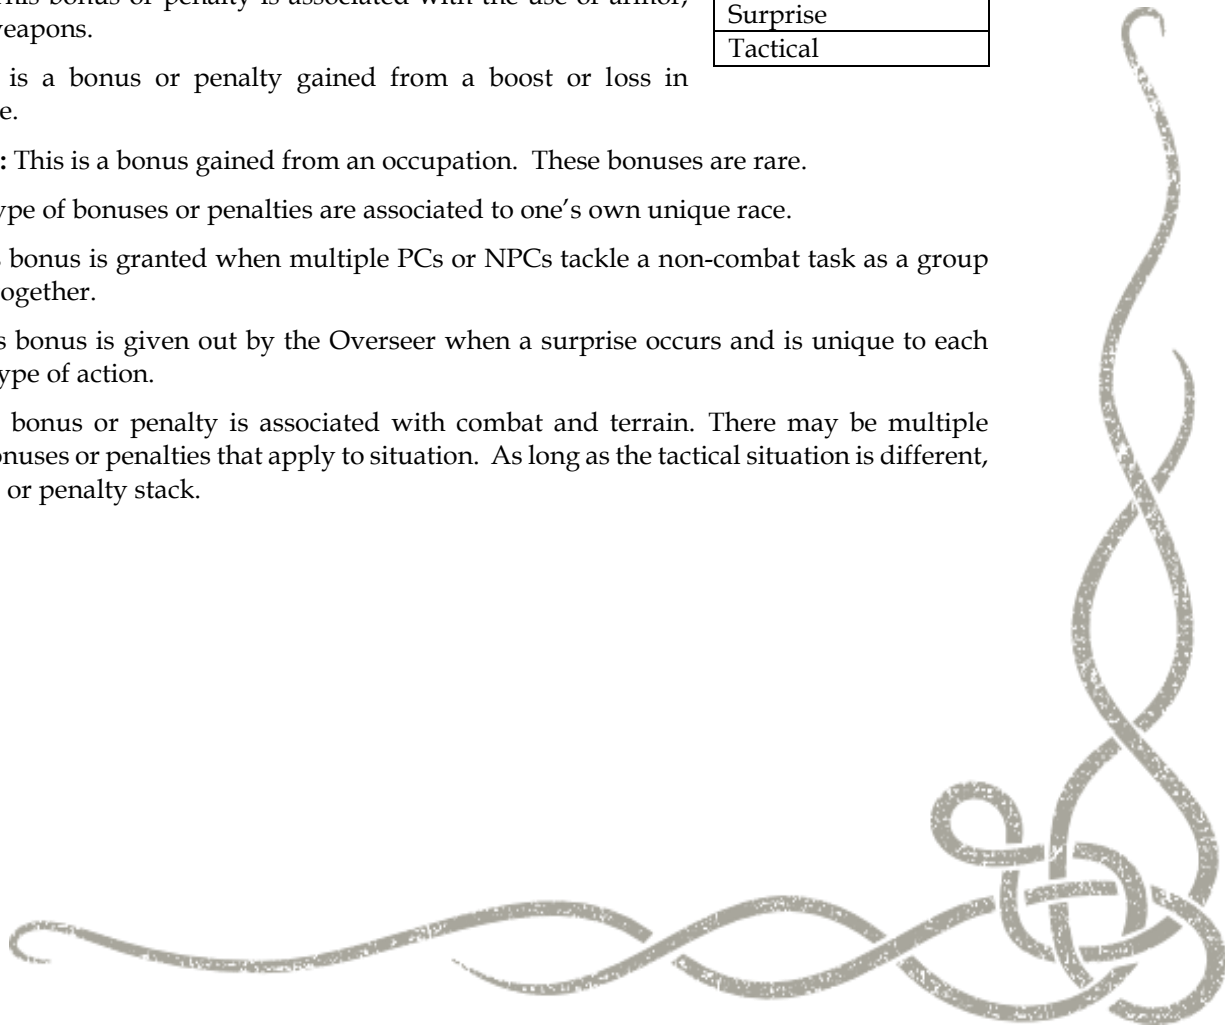 This bonus or penalty is associated with the use of armor,
weapons.
is a bonus or penalty gained from a boost or loss in
e.
: This is a bonus gained from an occupation.  These bonuses are rare.
ype of bonuses or penalties are associated to one’s own unique race.
s bonus is granted when multiple PCs or NPCs tackle a non-combat task as a group
ogether.
s bonus is given out by the Overseer when a surprise occurs and is unique to each
ype of action.
bonus or penalty is associated with combat and terrain. There may be multiple
onuses or penalties that apply to situation.  As long as the tactical situation is different,
or penalty stack.
Surprise
Tactical